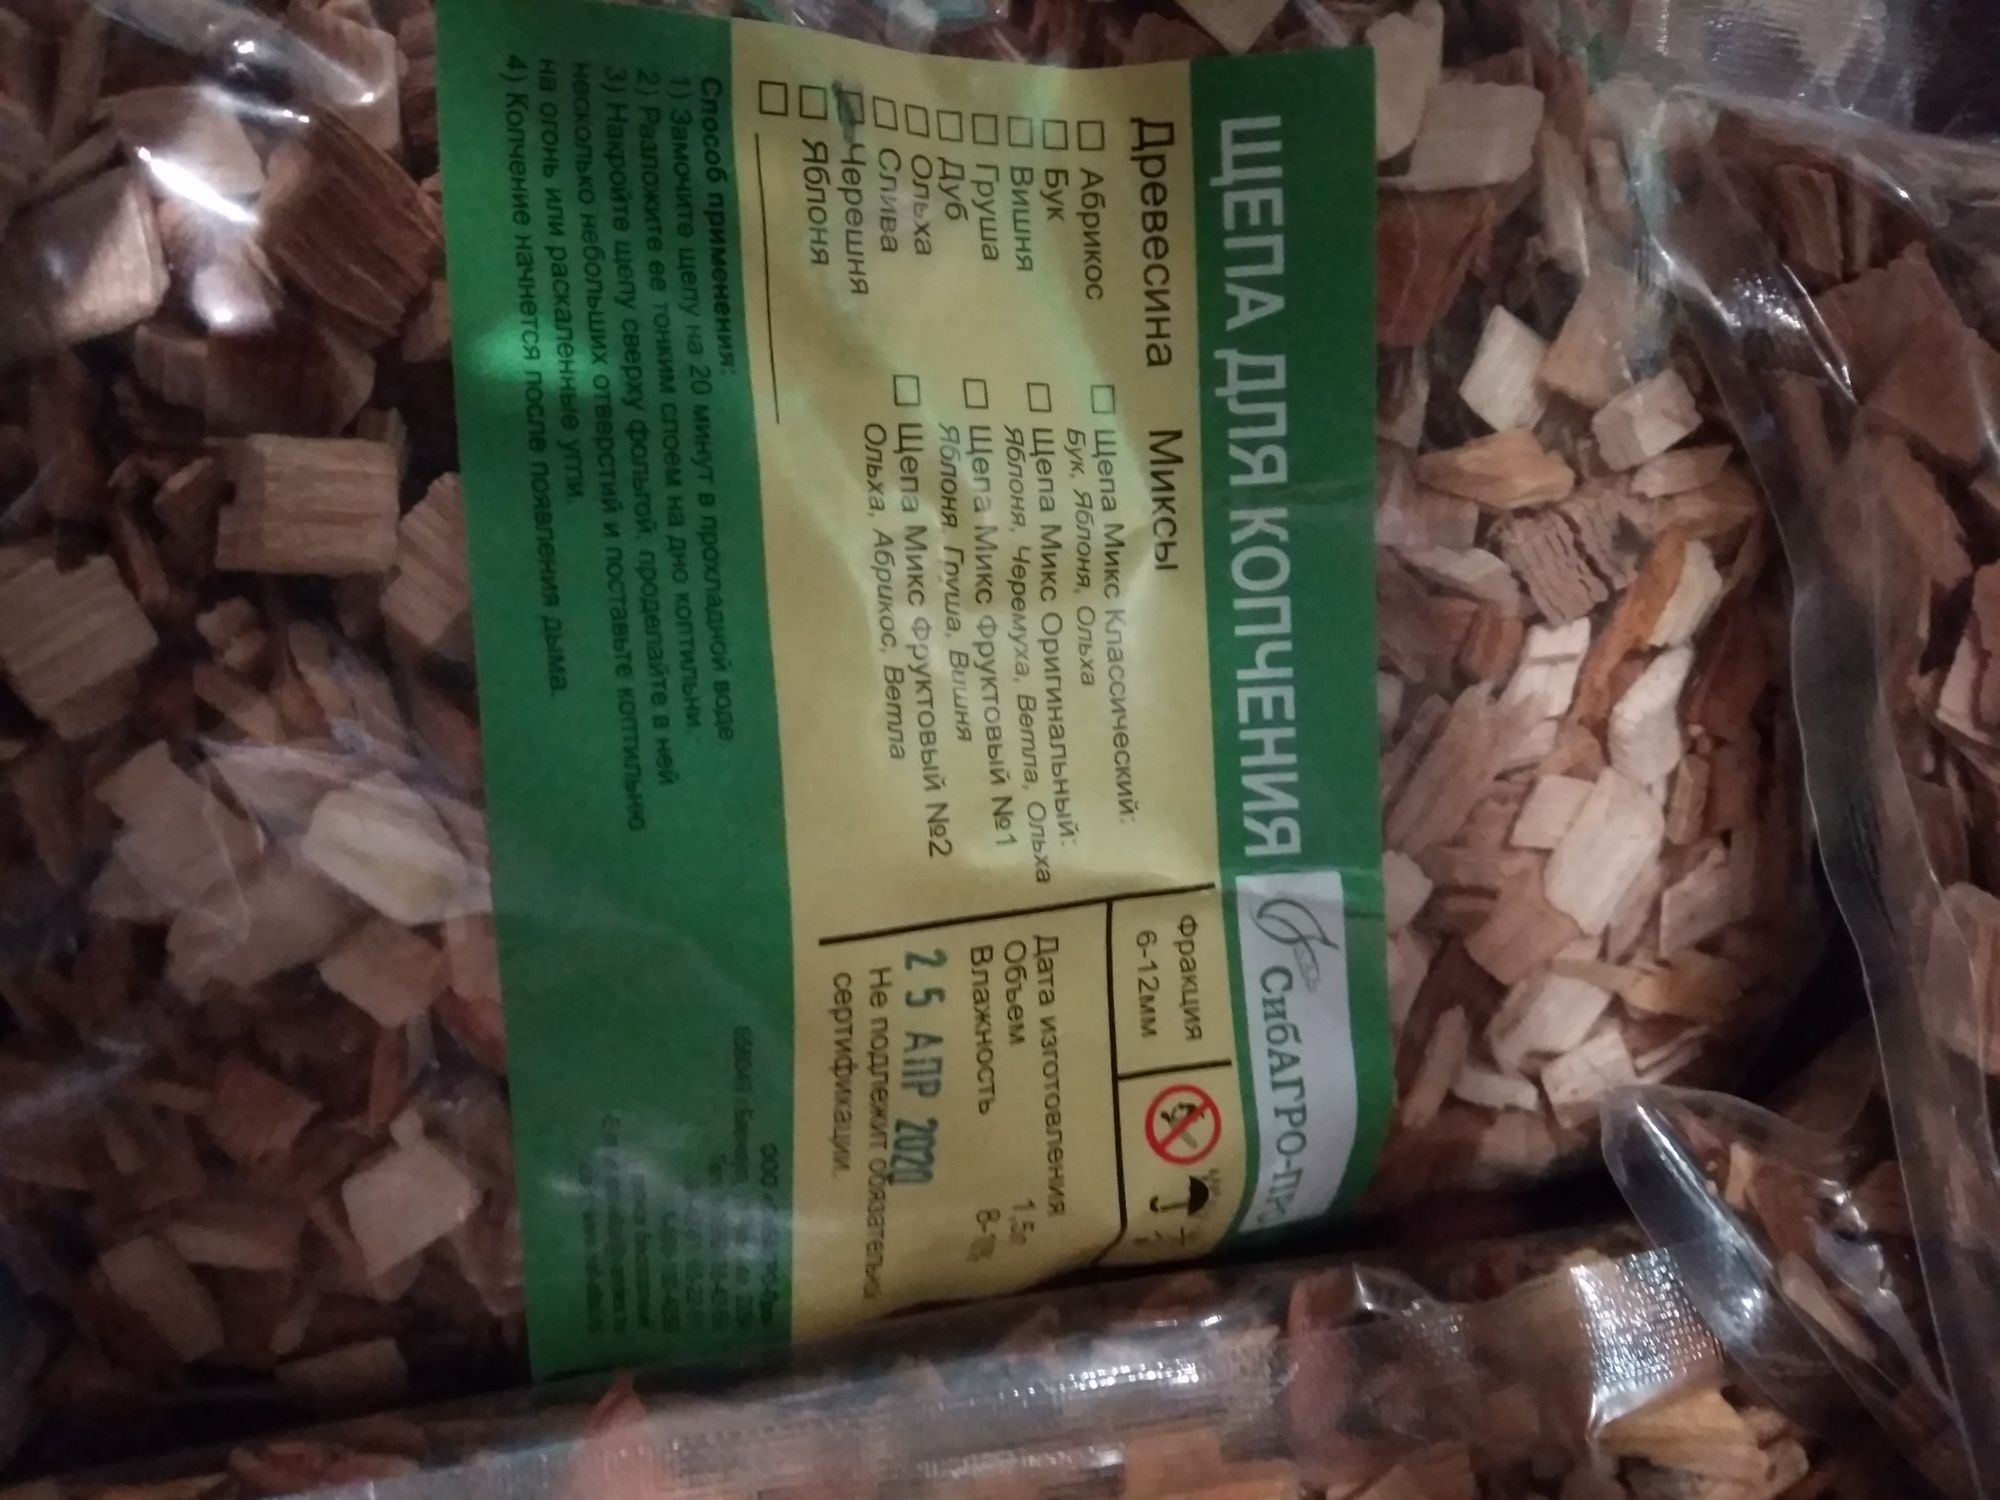 ЩЕПА ДЛЯ КОПЧЕНИЯ
СибАГРО
Древесина
Абрикос
Бук
Вишня
Груша
Дуб
Ольха
Слива
Черешня
Яблоня
Миксы
Щепа Микс Классический:
Бук, Яблоня, Ольха
Щепа Микс Оригинальный:
Яблоня, Черемуха, Ветла, Ольха
Щепа Микс Фруктовый №1
Яблоня, Груша, Вишня
Щепа Микс Фруктовый №2
Ольха, Абрикос, Ветла
Фракция
6-12мм
Дата изготовления
Объем 1,5л
Влажность
25 АПР 2020
Не подлежит обязательной
сертификации.
Способ применения:
1) Замочите щепу на 20 минут в прохладной воде.
2) Разложите ее тонким слоем на дно коптильни.
3) Накройте щепу сверху фольгой, проделайте в ней
несколько небольших отверстий и поставьте коптильню
на огонь или раскаленные угли.
4) Копчение начнется после появления дыма.
ООО